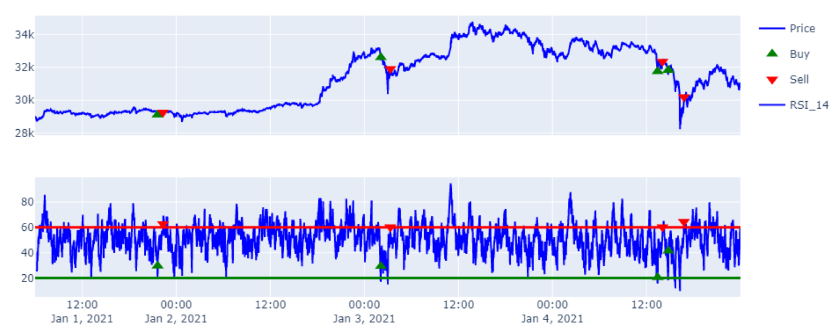 34k
32k
30k
28k
Price
Buy
Sell
RSI_14
80
60
40
20
12:00 00:00 12:00 00:00 12:00 00:00 12:00
Jan 1, 2021 Jan 2, 2021 Jan 3, 2021 Jan 4, 2021